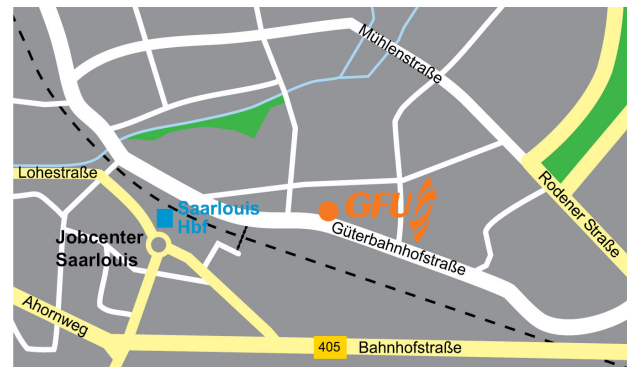 Mühlenstraße
Lohestraße
Rodener Straße
Saarlouis
Hbf
GFU
Jobcenter
Saarlouis
Güterbahnhofstraße
Ahornweg
405
Bahnhofstraße